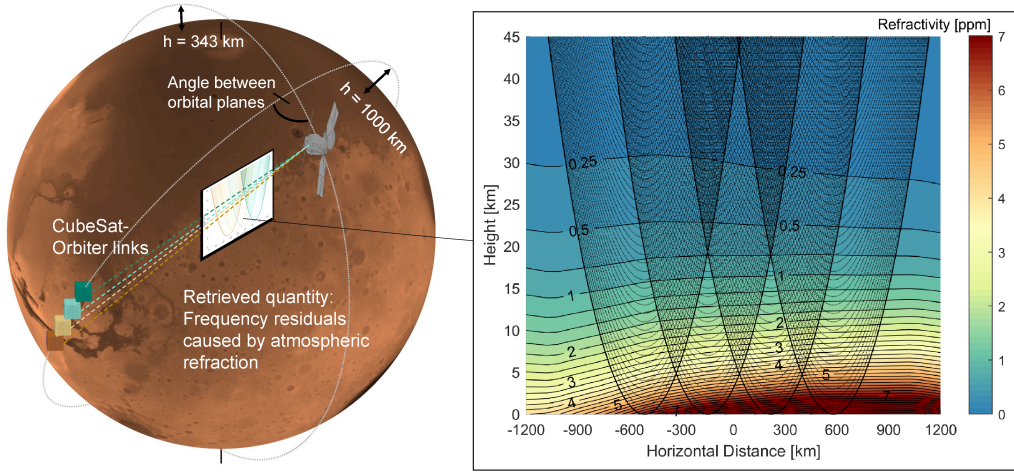 h = 343 km
Angle between
orbital planes
h = 1000 km
CubeSat-
Orbiter links
Retrieved quantity:
Frequency residuals
caused by atmospheric
refraction
Refractivity [ppm]
45
40
35
30
25
20
15
10
5
0
Height [km]
-1200 -900 -600 -300 0 300 600 900 1200
Horizontal Distance [km]
0.25
0.25
0.5
0.5
1
1
2
2
3
3
4
4
5
5
7
7
7
6
5
4
3
2
1
0